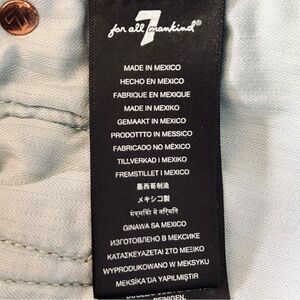 7
for all mankind®
MADE IN MEXICO
HECHO EN MEXICO
FABRIQUE EN MEXIQUE
MADE IN MEXIKO
GEMAAKT IN MEXICO
PRODOTTO IN MESSICO
FABRICADO NO MÉXICO
TILLVERKAD I MEXIKO
FREMSTILLET I MEXICO
墨西哥制造
メキシコ製
GINAWA SA MEXICO
ИЗГОТОВЛЕНО В МЕКСИКЕ
ΚΑΤΑΣΚΕΥΑΖΕΤΑΙ ΣΤΟ ΜΕΞΙΚΟ
WYPRODUKOWANO W MEKSYKU
MEKSİKA'DA YAPILMIŞTIR
REINIGEN.